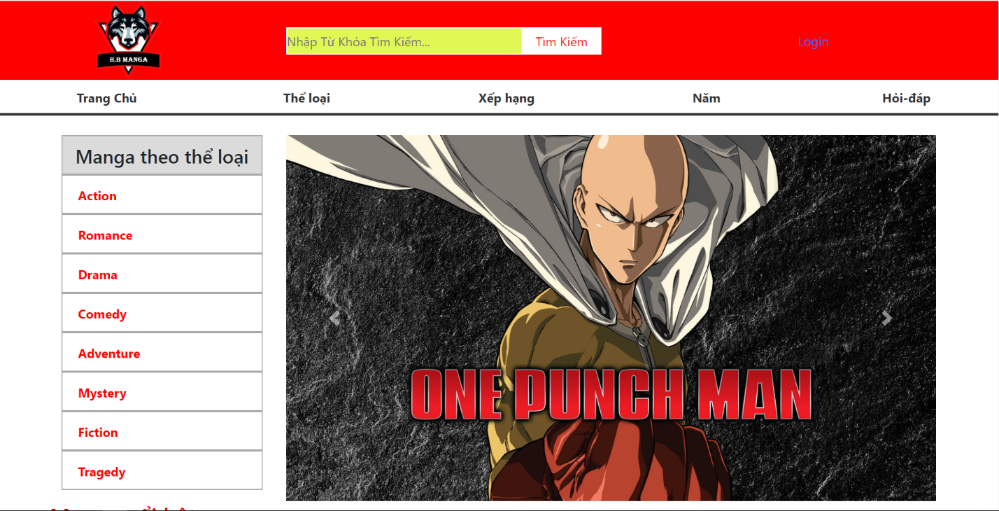 H.B MANGA
Nhập Từ Khóa Tìm Kiếm...
Tìm Kiếm
Login
Trang Chủ
Thể loại
Xếp hạng
Năm
Hỏi-đáp
Manga theo thể loại
Action
Romance
Drama
Comedy
Adventure
Mystery
Fiction
Tragedy
ONE PUNCH MAN